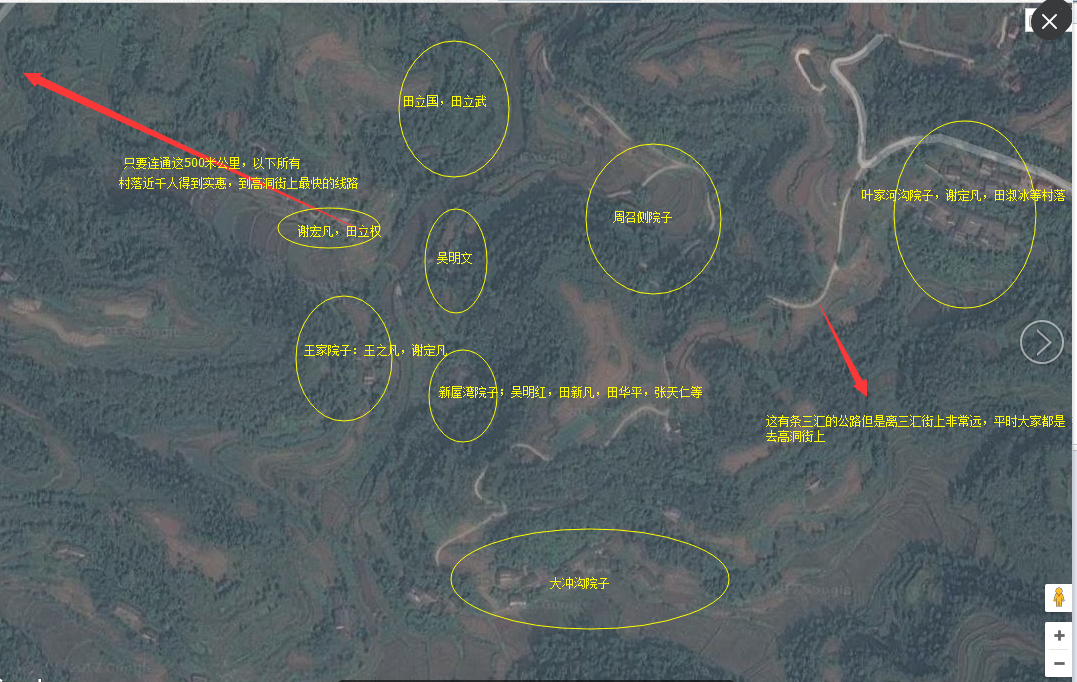 田立国，田立武
只要连通这500米公里，以下所有
村落近千人得到实惠，到高洞街上最快的线路
叶家河沟院子，谢定凡，田淑冰等村落
周召侧院子
谢宏凡，田立权
吴明文
王家院子：王之凡，谢定凡
新屋湾院子；吴明红，田新凡，田华平，张天仁等
这有条三汇的公路但是离三汇街上非常远，平时大家都是
去高洞街上
大冲沟院子